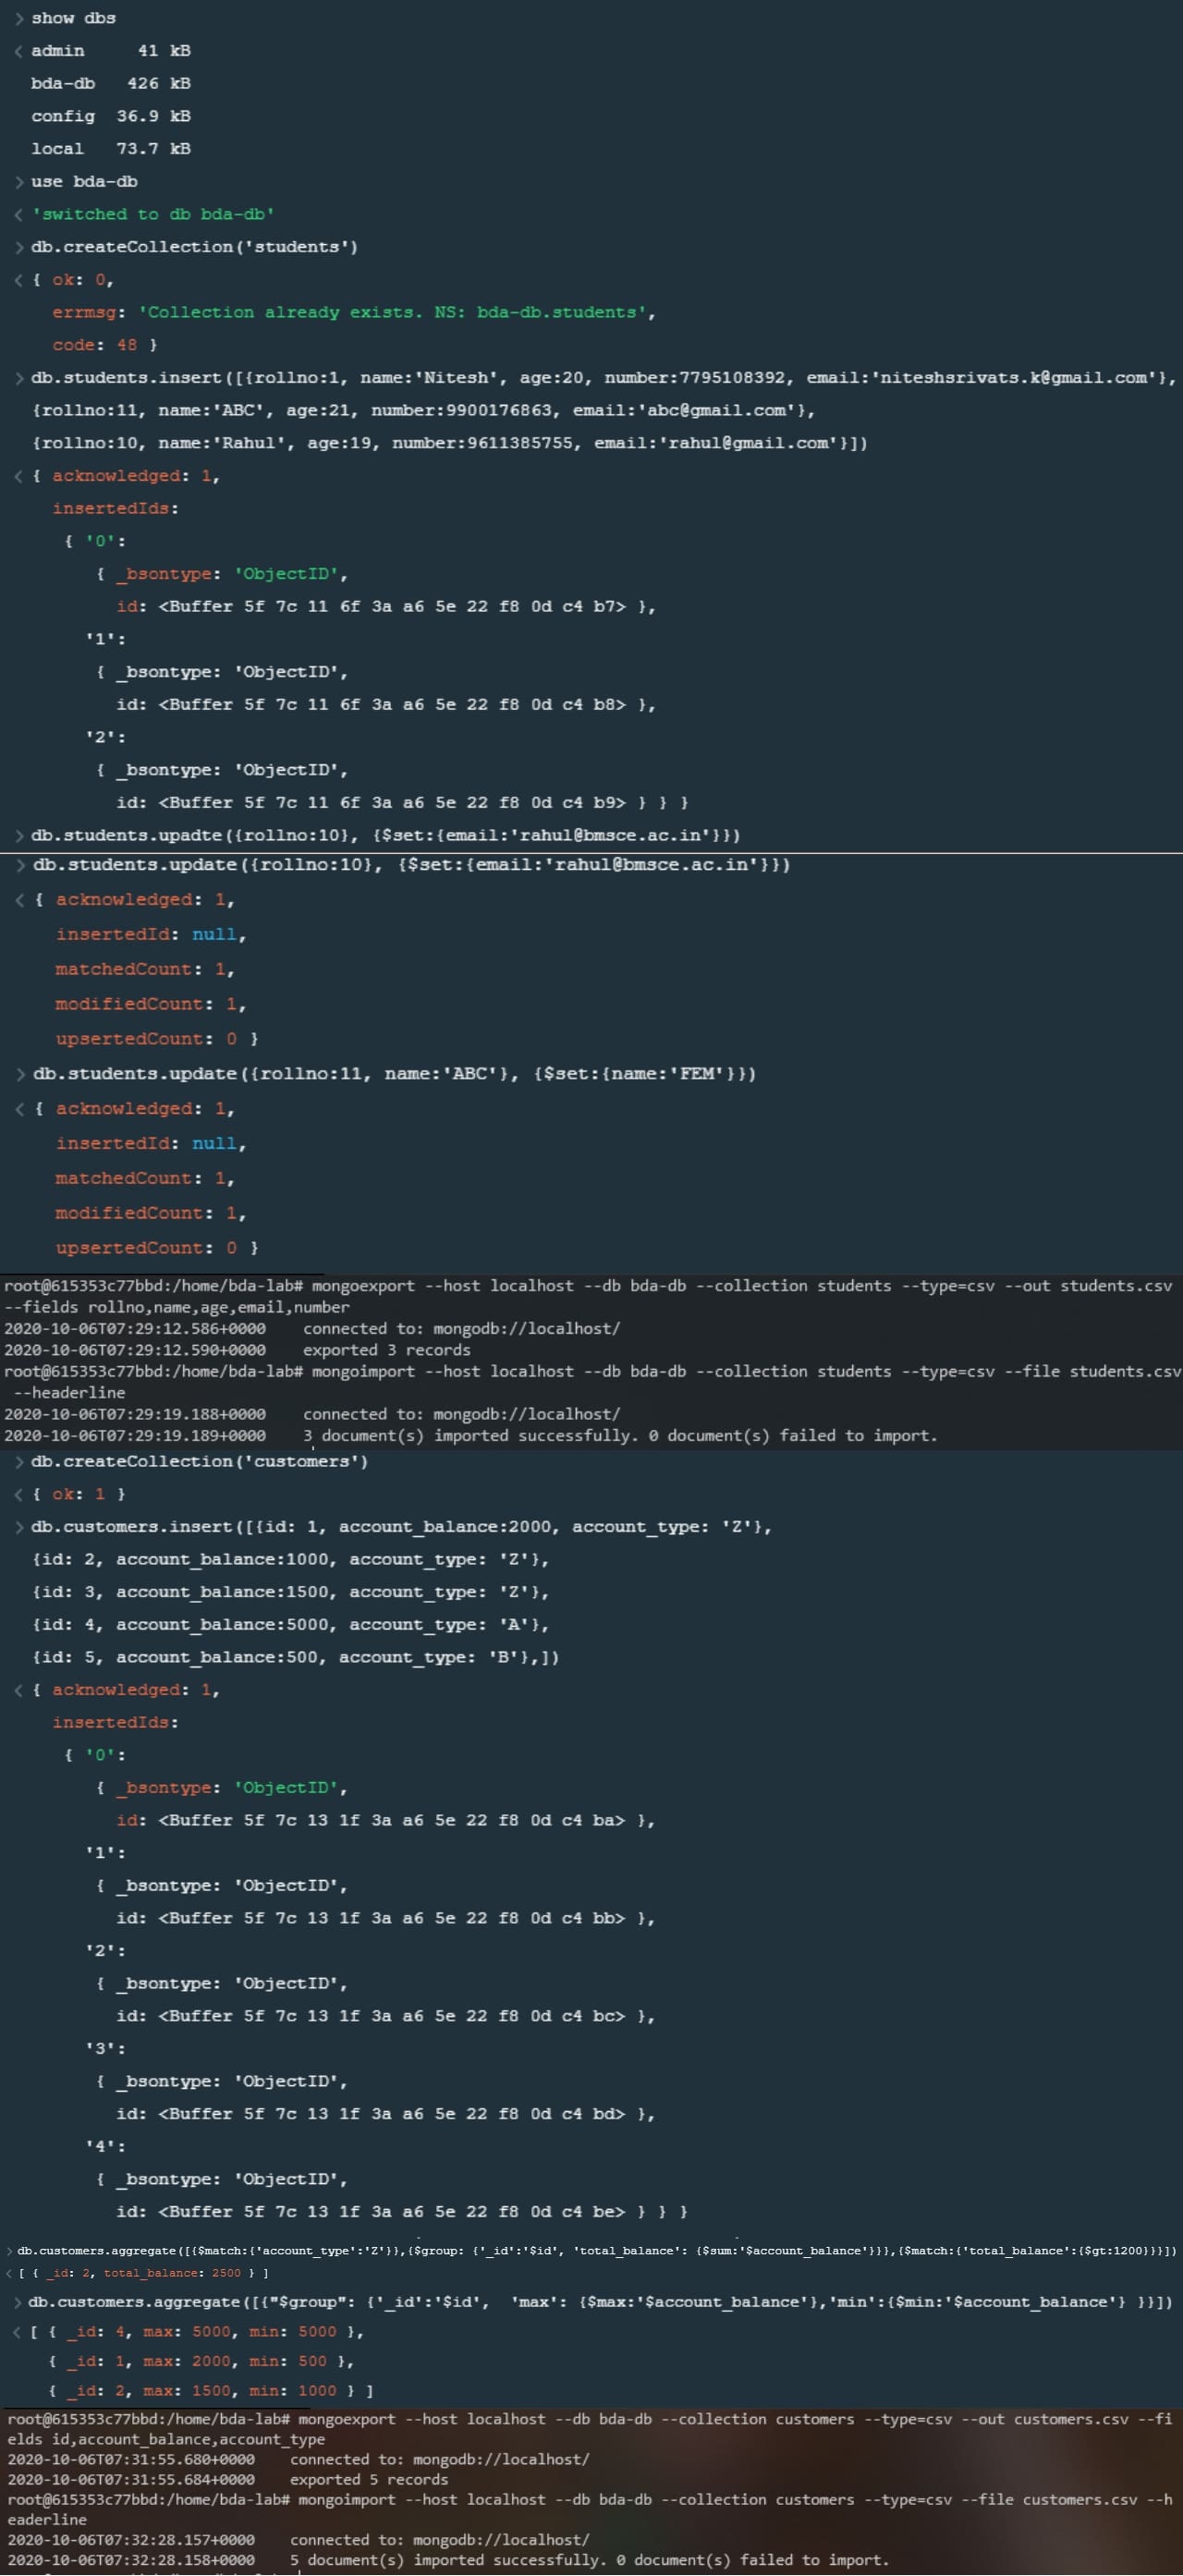 > show dbs
< admin     41 kB
bda-db   426 kB
config  36.9 kB
local   73.7 kB
> use bda-db
< 'switched to db bda-db'
> db.createCollection('students')
< { ok: 0,
errmsg: 'Collection already exists. NS: bda-db.students',
code: 48 }
> db.students.insert([{rollno:1, name:'Nitesh', age:20, number:7795108392, email:'niteshsrivats.k@gmail.com'},
{rollno:11, name:'ABC', age:21, number:9900176863, email:'abc@gmail.com'},
{rollno:10, name:'Rahul', age:19, number:9611385755, email:'rahul@gmail.com'}])
< { acknowledged: 1,
insertedIds:
{ '0':
{ _bsontype: 'ObjectID',
id: <Buffer 5f 7c 11 6f 3a a6 5e 22 f8 0d c4 b7> },
'1':
{ _bsontype: 'ObjectID',
id: <Buffer 5f 7c 11 6f 3a a6 5e 22 f8 0d c4 b8> },
'2':
{ _bsontype: 'ObjectID',
id: <Buffer 5f 7c 11 6f 3a a6 5e 22 f8 0d c4 b9> } } }
> db.students.upadte({rollno:10}, {$set:{email:'rahul@bmsce.ac.in'}})
> db.students.update({rollno:10}, {$set:{email:'rahul@bmsce.ac.in'}})
< { acknowledged: 1,
insertedId: null,
matchedCount: 1,
modifiedCount: 1,
upsertedCount: 0 }
> db.students.update({rollno:11, name:'ABC'}, {$set:{name:'FEM'}})
< { acknowledged: 1,
insertedId: null,
matchedCount: 1,
modifiedCount: 1,
upsertedCount: 0 }
root@615353c77bbd:/home/bda-lab# mongoexport --host localhost --db bda-db --collection students --type=csv --out students.csv
--fields rollno,name,age,email,number
2020-10-06T07:29:12.586+0000    connected to: mongodb://localhost/
2020-10-06T07:29:12.590+0000    exported 3 records
root@615353c77bbd:/home/bda-lab# mongoimport --host localhost --db bda-db --collection students --type=csv --file students.csv
--headerline
2020-10-06T07:29:19.188+0000    connected to: mongodb://localhost/
2020-10-06T07:29:19.189+0000    3 document(s) imported successfully. 0 document(s) failed to import.
> db.createCollection('customers')
< { ok: 1 }
> db.customers.insert([{id: 1, account_balance:2000, account_type: 'Z'},
{id: 2, account_balance:1000, account_type: 'Z'},
{id: 3, account_balance:1500, account_type: 'Z'},
{id: 4, account_balance:5000, account_type: 'A'},
{id: 5, account_balance:500, account_type: 'B'},])
< { acknowledged: 1,
insertedIds:
{ '0':
{ _bsontype: 'ObjectID',
id: <Buffer 5f 7c 13 1f 3a a6 5e 22 f8 0d c4 ba> },
'1':
{ _bsontype: 'ObjectID',
id: <Buffer 5f 7c 13 1f 3a a6 5e 22 f8 0d c4 bb> },
'2':
{ _bsontype: 'ObjectID',
id: <Buffer 5f 7c 13 1f 3a a6 5e 22 f8 0d c4 bc> },
'3':
{ _bsontype: 'ObjectID',
id: <Buffer 5f 7c 13 1f 3a a6 5e 22 f8 0d c4 bd> },
'4':
{ _bsontype: 'ObjectID',
id: <Buffer 5f 7c 13 1f 3a a6 5e 22 f8 0d c4 be> } } }
> db.customers.aggregate([{$match:{'account_type':'Z'}},{$group: {'_id':'$id', 'total_balance': {$sum:'$account_balance'}}},{$match:{'total_balance':{$gt:1200}}}])
< [ { _id: 2, total_balance: 2500 } ]
> db.customers.aggregate([{"$group": {'_id':'$id',  'max': {$max:'$account_balance'},'min':{$min:'$account_balance'} }}])
< [ { _id: 4, max: 5000, min: 5000 },
{ _id: 1, max: 2000, min: 500 },
{ _id: 2, max: 1500, min: 1000 } ]
root@615353c77bbd:/home/bda-lab# mongoexport --host localhost --db bda-db --collection customers --type=csv --out customers.csv --fi
elds id,account_balance,account_type
2020-10-06T07:31:55.680+0000    connected to: mongodb://localhost/
2020-10-06T07:31:55.684+0000    exported 5 records
root@615353c77bbd:/home/bda-lab# mongoimport --host localhost --db bda-db --collection customers --type=csv --file customers.csv --h
eaderline
2020-10-06T07:32:28.157+0000    connected to: mongodb://localhost/
2020-10-06T07:32:28.158+0000    5 document(s) imported successfully. 0 document(s) failed to import.